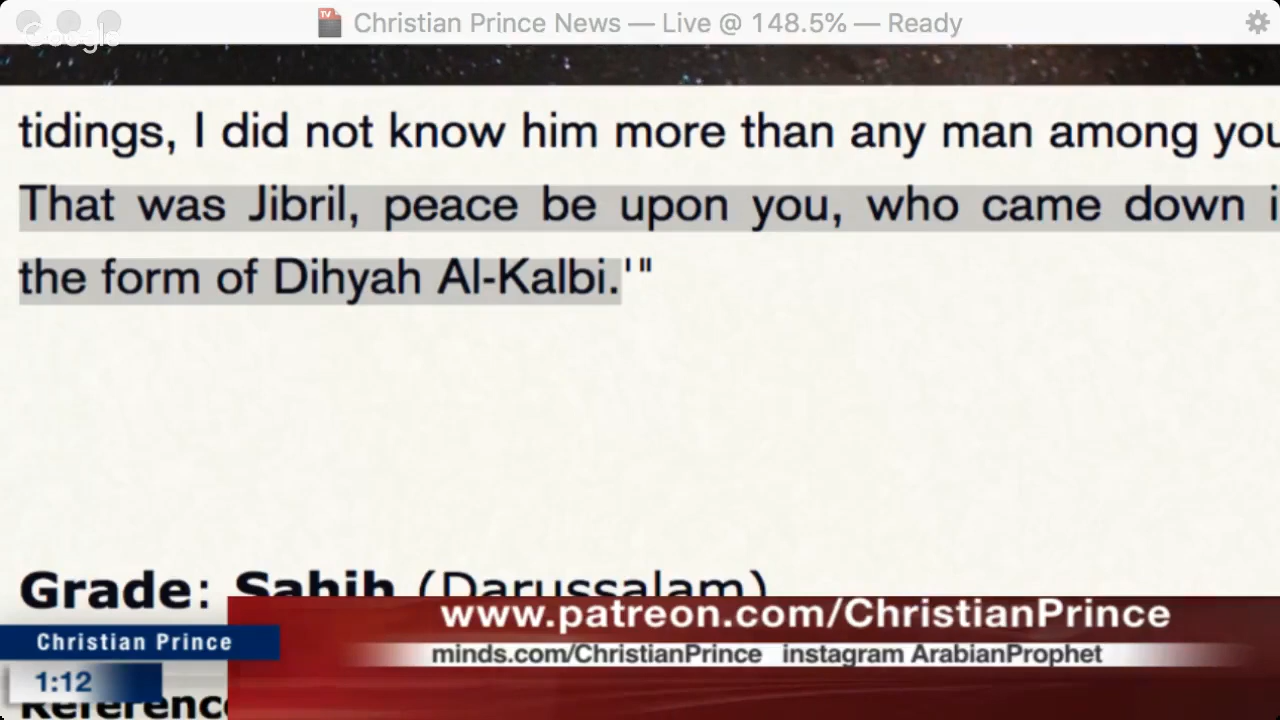 Christian Prince News — Live @ 148.5% — Ready
Google
tidings, I did not know him more than any man among you
That was Jibril, peace be upon you, who came down i
the form of Dihyah Al-Kalbi.'"
Grade: Sahih (Darussalam)
www.patreon.com/ChristianPrince
Christian Prince
minds.com/ChristianPrince instagram ArabianProphet
1:12
Referenc